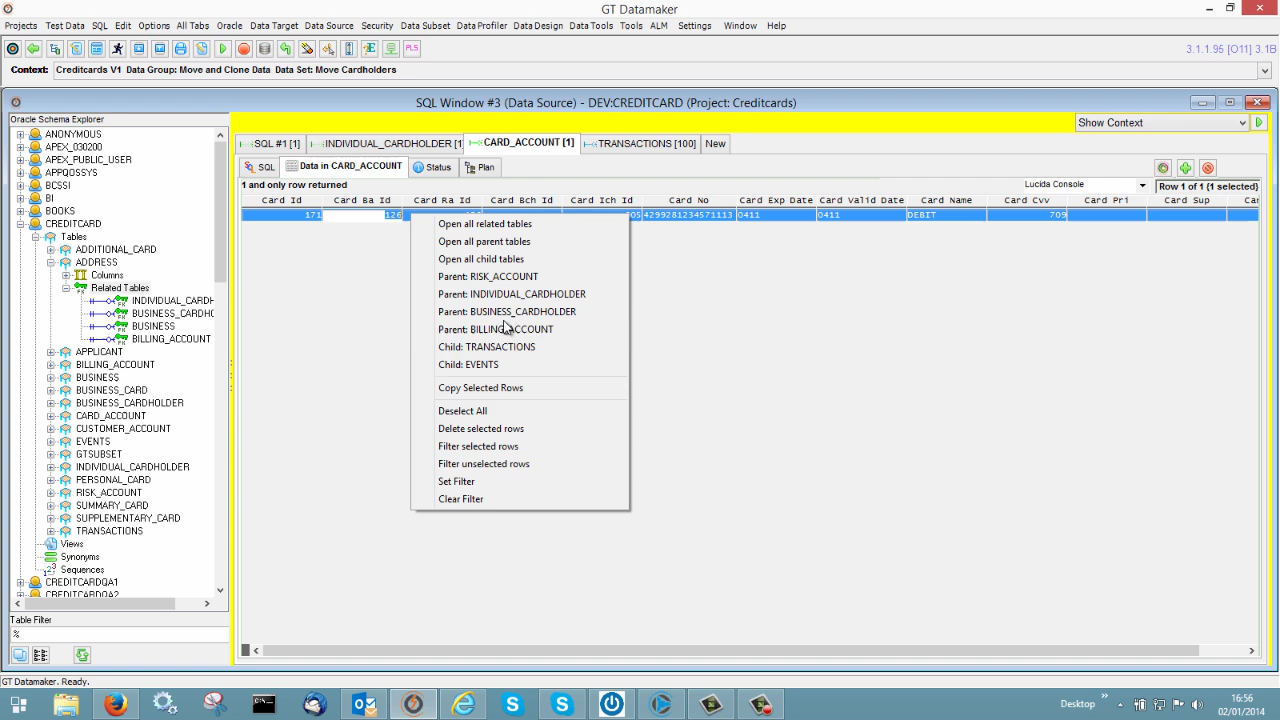 GT Datamaker
Projects Test Data SQL Edit Options All Tabs Oracle Data Target Data Source Security Data Subset Data Profiler Data Design Data Tools Tools ALM Settings Window Help
PLS
3.1.1.95 [O11] 3.1B
Context: Creditcards V1 Data Group: Move and Clone Data Data Set: Move Cardholders
SQL Window #3 (Data Source) - DEV:CREDITCARD (Project: Creditcards)
Oracle Schema Explorer
Show Context
ANONYMOUS
APEX_030200
APEX_PUBLIC_USER
APPQOSSYS
BCSSI
BI
BOOKS
CREDITCARD
Tables
ADDITIONAL_CARD
ADDRESS
Columns
Related Tables
INDIVIDUAL_CARDH
BUSINESS_CARDHO
BUSINESS
BILLING_ACCOUNT
APPLICANT
BILLING_ACCOUNT
BUSINESS
BUSINESS_CARD
BUSINESS_CARDHOLDER
CARD_ACCOUNT
CUSTOMER_ACCOUNT
EVENTS
GTSUBSET
INDIVIDUAL_CARDHOLDER
PERSONAL_CARD
RISK_ACCOUNT
SUMMARY_CARD
SUPPLEMENTARY_CARD
TRANSACTIONS
Views
Synonyms
Sequences
CREDITCARDQA1
CREDITCARDQA2
Table Filter
%
SQL #1 [1] INDIVIDUAL_CARDHOLDER [1 CARD_ACCOUNT [1] TRANSACTIONS [100] New
SQL Data in CARD_ACCOUNT Status Plan
1 and only row returned
Lucida Console
Row 1 of 1 {1 selected}
Card Id Card Ba Id Card Ra Id Card Bch Id Card Ich Id Card No Card Exp Date Card Valid Date Card Name Card Cvv Card Pri Card Sup
171 126 705 4299281234571113 0411 0411 DEBIT 709
Open all related tables
Open all parent tables
Open all child tables
Parent: RISK_ACCOUNT
Parent: INDIVIDUAL_CARDHOLDER
Parent: BUSINESS_CARDHOLDER
Parent: BILLING_ACCOUNT
Child: TRANSACTIONS
Child: EVENTS
Copy Selected Rows
Deselect All
Delete selected rows
Filter selected rows
Filter unselected rows
Set Filter
Clear Filter
GT Datamaker. Ready.
Desktop
16:56
02/01/2014